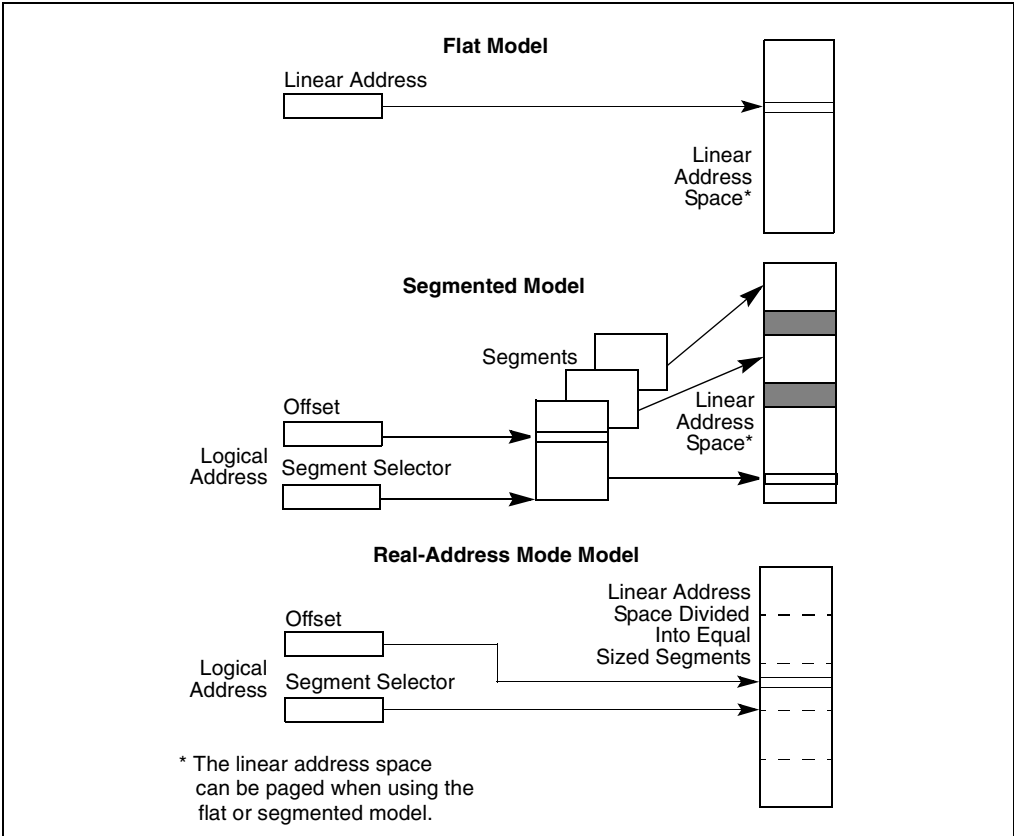 Flat Model
Linear Address
Linear
Address
Space*
Segmented Model
Segments
Offset
Logical
Address
Segment Selector
Linear
Address
Space*
Real-Address Mode Model
Offset
Logical
Address
Segment Selector
Linear Address
Space Divided
Into Equal
Sized Segments
* The linear address space
can be paged when using the
flat or segmented model.